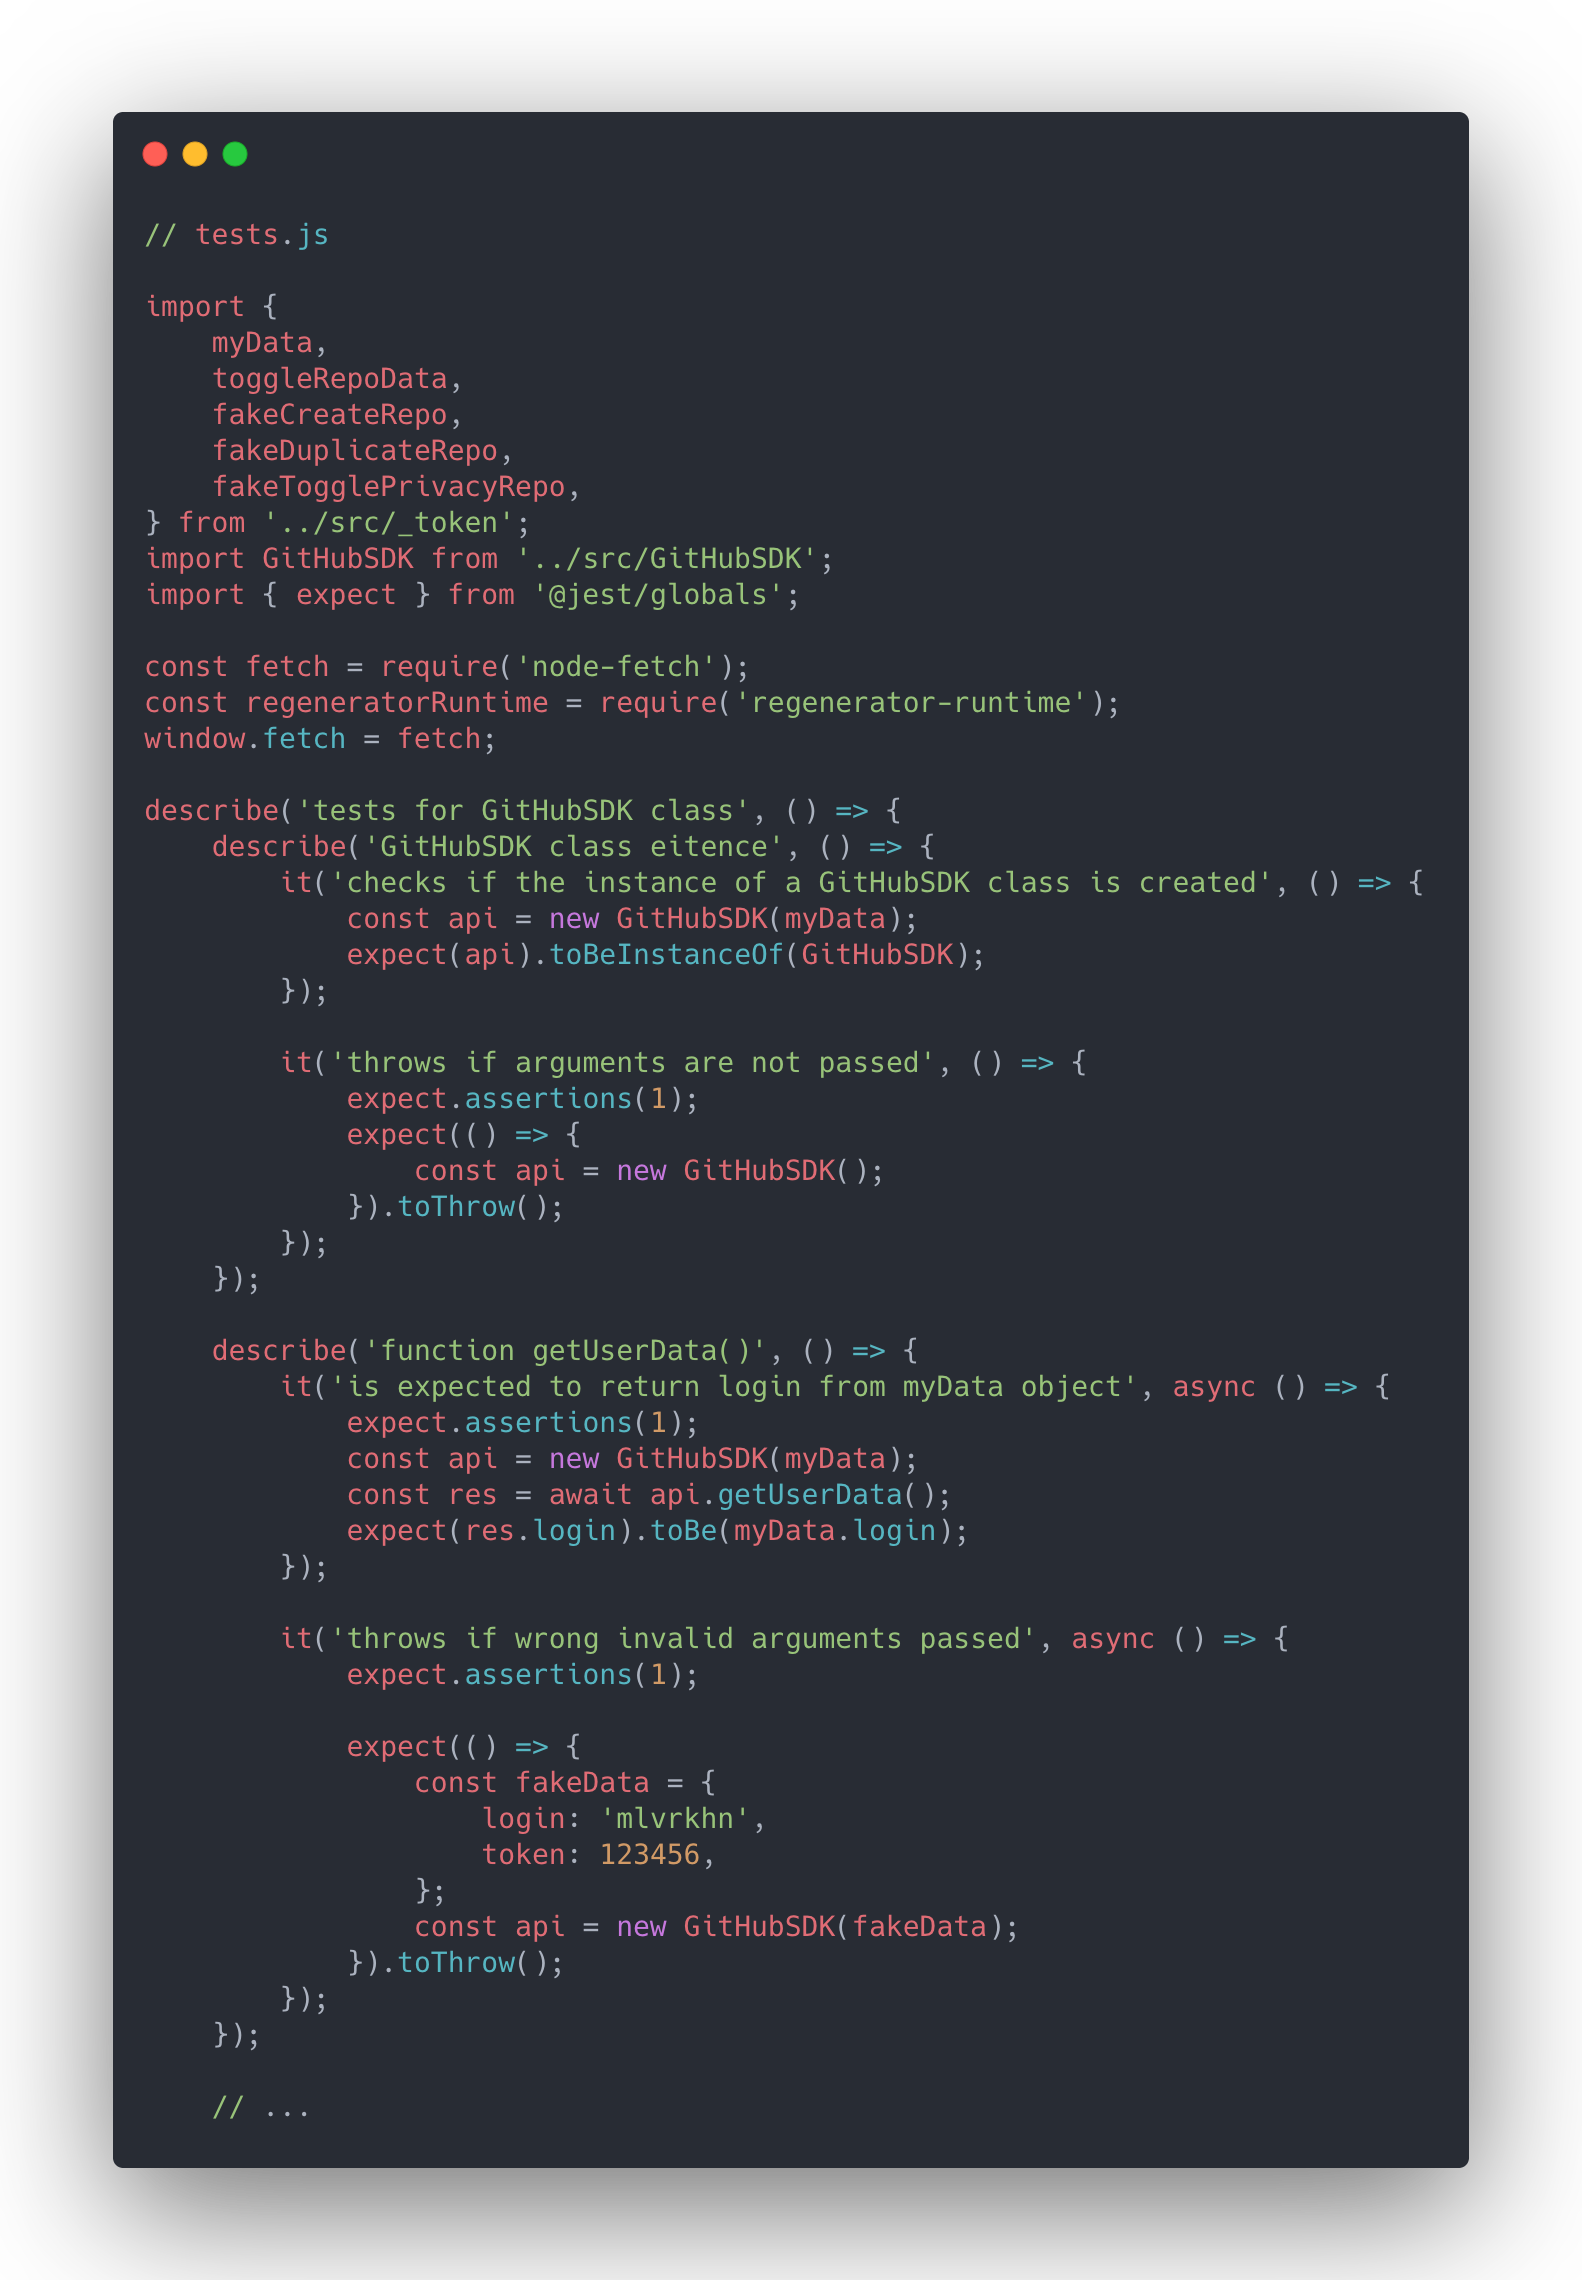 // tests.js

import {
    myData,
    toggleRepoData,
    fakeCreateRepo,
    fakeDuplicateRepo,
    fakeTogglePrivacyRepo,
} from '../src/_token';
import GitHubSDK from '../src/GitHubSDK';
import { expect } from '@jest/globals';

const fetch = require('node-fetch');
const regeneratorRuntime = require('regenerator-runtime');
window.fetch = fetch;

describe('tests for GitHubSDK class', () => {
    describe('GitHubSDK class eitence', () => {
        it('checks if the instance of a GitHubSDK class is created', () => {
            const api = new GitHubSDK(myData);
            expect(api).toBeInstanceOf(GitHubSDK);
        });

        it('throws if arguments are not passed', () => {
            expect.assertions(1);
            expect(() => {
                const api = new GitHubSDK();
            }).toThrow();
        });
    });

    describe('function getUserData()', () => {
        it('is expected to return login from myData object', async () => {
            expect.assertions(1);
            const api = new GitHubSDK(myData);
            const res = await api.getUserData();
            expect(res.login).toBe(myData.login);
        });

        it('throws if wrong invalid arguments passed', async () => {
            expect.assertions(1);

            expect(() => {
                const fakeData = {
                    login: 'mlvrkhn',
                    token: 123456,
                };
                const api = new GitHubSDK(fakeData);
            }).toThrow();
        });
    });

    // ...